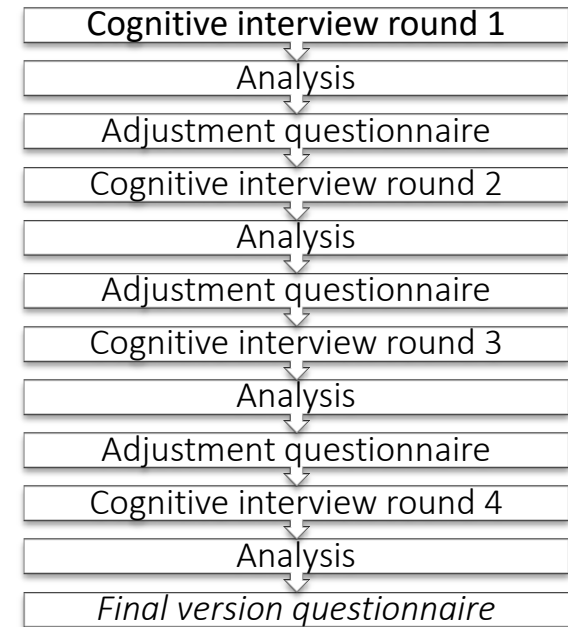 Cognitive interview round 1
Analysis
Adjustment questionnaire
Cognitive interview round 2
Analysis
Adjustment questionnaire
Cognitive interview round 3
Analysis
Adjustment questionnaire
Cognitive interview round 4
Analysis
Final version questionnaire